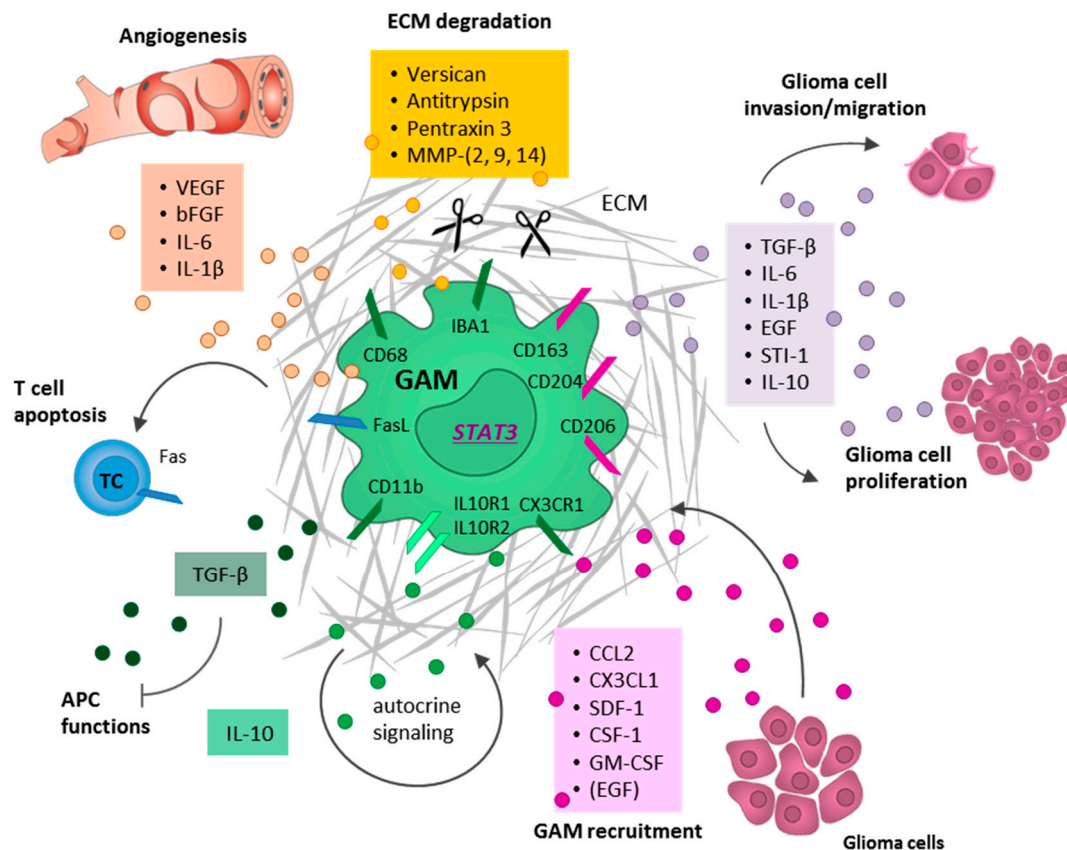 ECM degradation
Angiogenesis
• Versican
• Antitrypsin
• Pentraxin 3
• MMP-(2, 9, 14)
Glioma cell
invasion/migration
• VEGF
• bFGF
• IL-6
• IL-1β
ECM
• TGF-β
• IL-6
• IL-1β
• EGF
• STI-1
• IL-10
IBA1
CD68
CD163
GAM
CD204
T cell
apoptosis
FasL
STAT3
CD206
Fas
TC
Glioma cell
proliferation
CD11b
IL10R1
IL10R2
CX3CR1
TGF-β
APC
functions
IL-10
autocrine
signaling
• CCL2
• CX3CL1
• SDF-1
• CSF-1
• GM-CSF
• (EGF)
GAM recruitment
Glioma cells